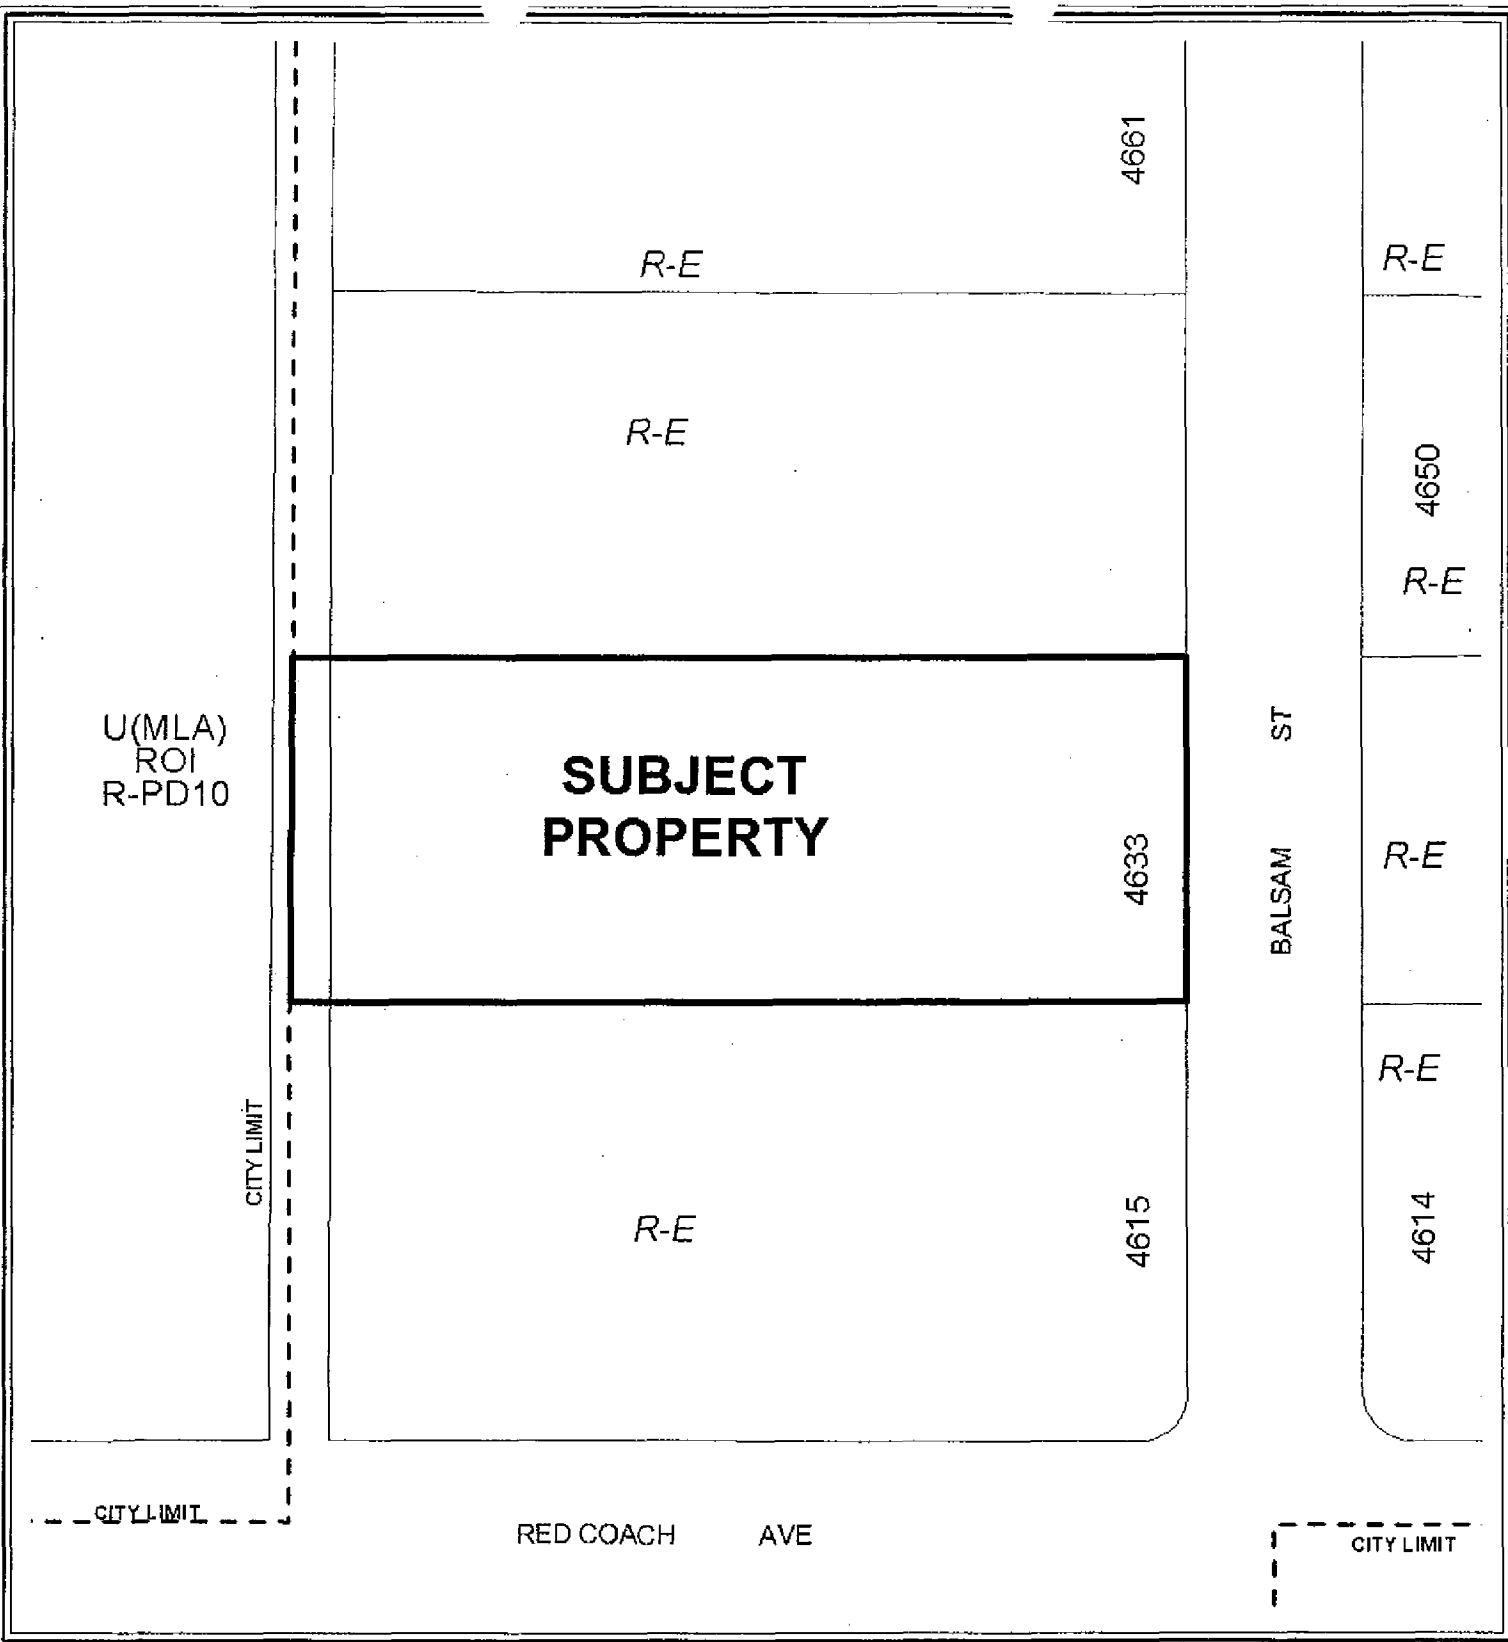 4661
R-E
R-E
R-E
4650
R-E
U(MLA)
ROI
R-PD10
SUBJECT
PROPERTY
4633
BALSAM ST
R-E
R-E
CITY LIMIT
R-E
4615
4614
CITY LIMIT
RED COACH AVE
CITY LIMIT